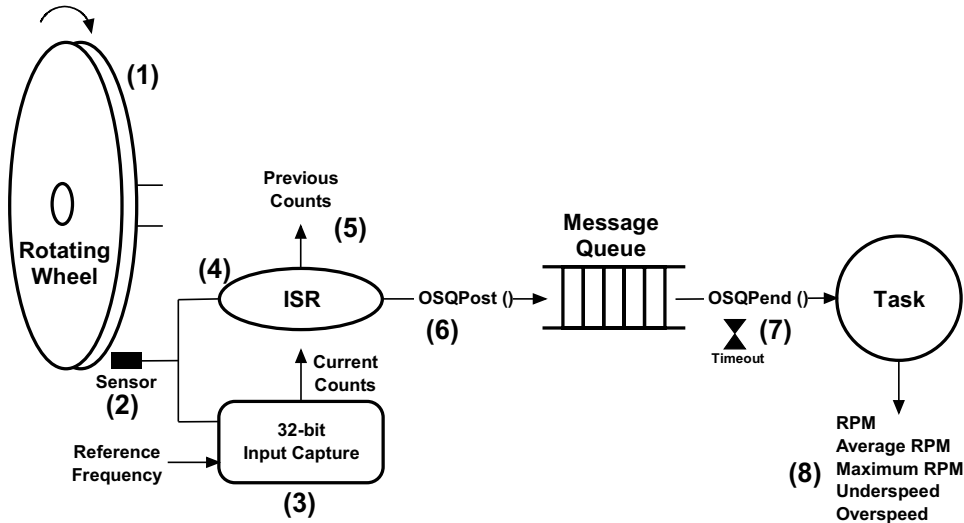 (1)
Rotating
Wheel
Sensor
(2)
Previous
Counts
(5)
(4)
ISR
Current
Counts
32-bit
Input Capture
(3)
Reference
Frequency
OSQPost ()
(6)
Message
Queue
OSQPend ()
(7)
Timeout
Task
(8)
RPM
Average RPM
Maximum RPM
Underspeed
Overspeed